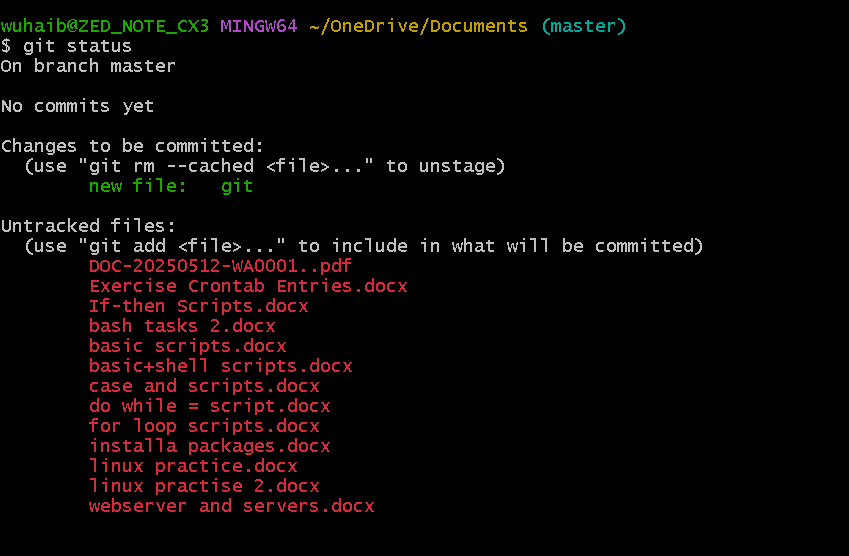 wuhaib@ZED_NOTE_CX3 MINGW64 ~/OneDrive/Documents (master)
$ git status
On branch master

No commits yet

Changes to be committed:
  (use "git rm --cached <file>..." to unstage)
        new file:   git

Untracked files:
  (use "git add <file>..." to include in what will be committed)
        DOC-20250512-WA0001..pdf
        Exercise Crontab Entries.docx
        If-then Scripts.docx
        bash tasks 2.docx
        basic scripts.docx
        basic+shell scripts.docx
        case and scripts.docx
        do while = script.docx
        for loop scripts.docx
        installa packages.docx
        linux practice.docx
        linux practise 2.docx
        webserver and servers.docx